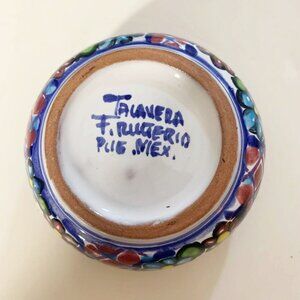 TALAVERA
F. RUGERIO
PUE. MEX.